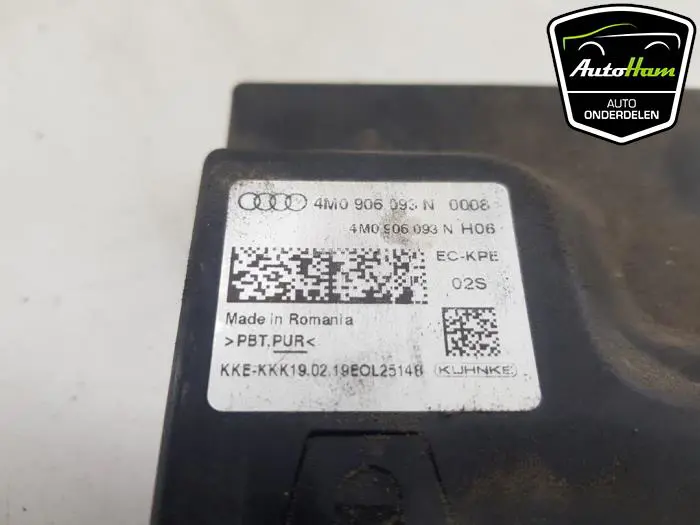 AutoHam
AUTO
ONDERDELEN
4M0 906 093 N 0008
4M0 906 093 N H06
EC-KPE
02S
Made in Romania
>PBT,PUR<
KKE-KKK19.02.19EOL25148
KUHNKE